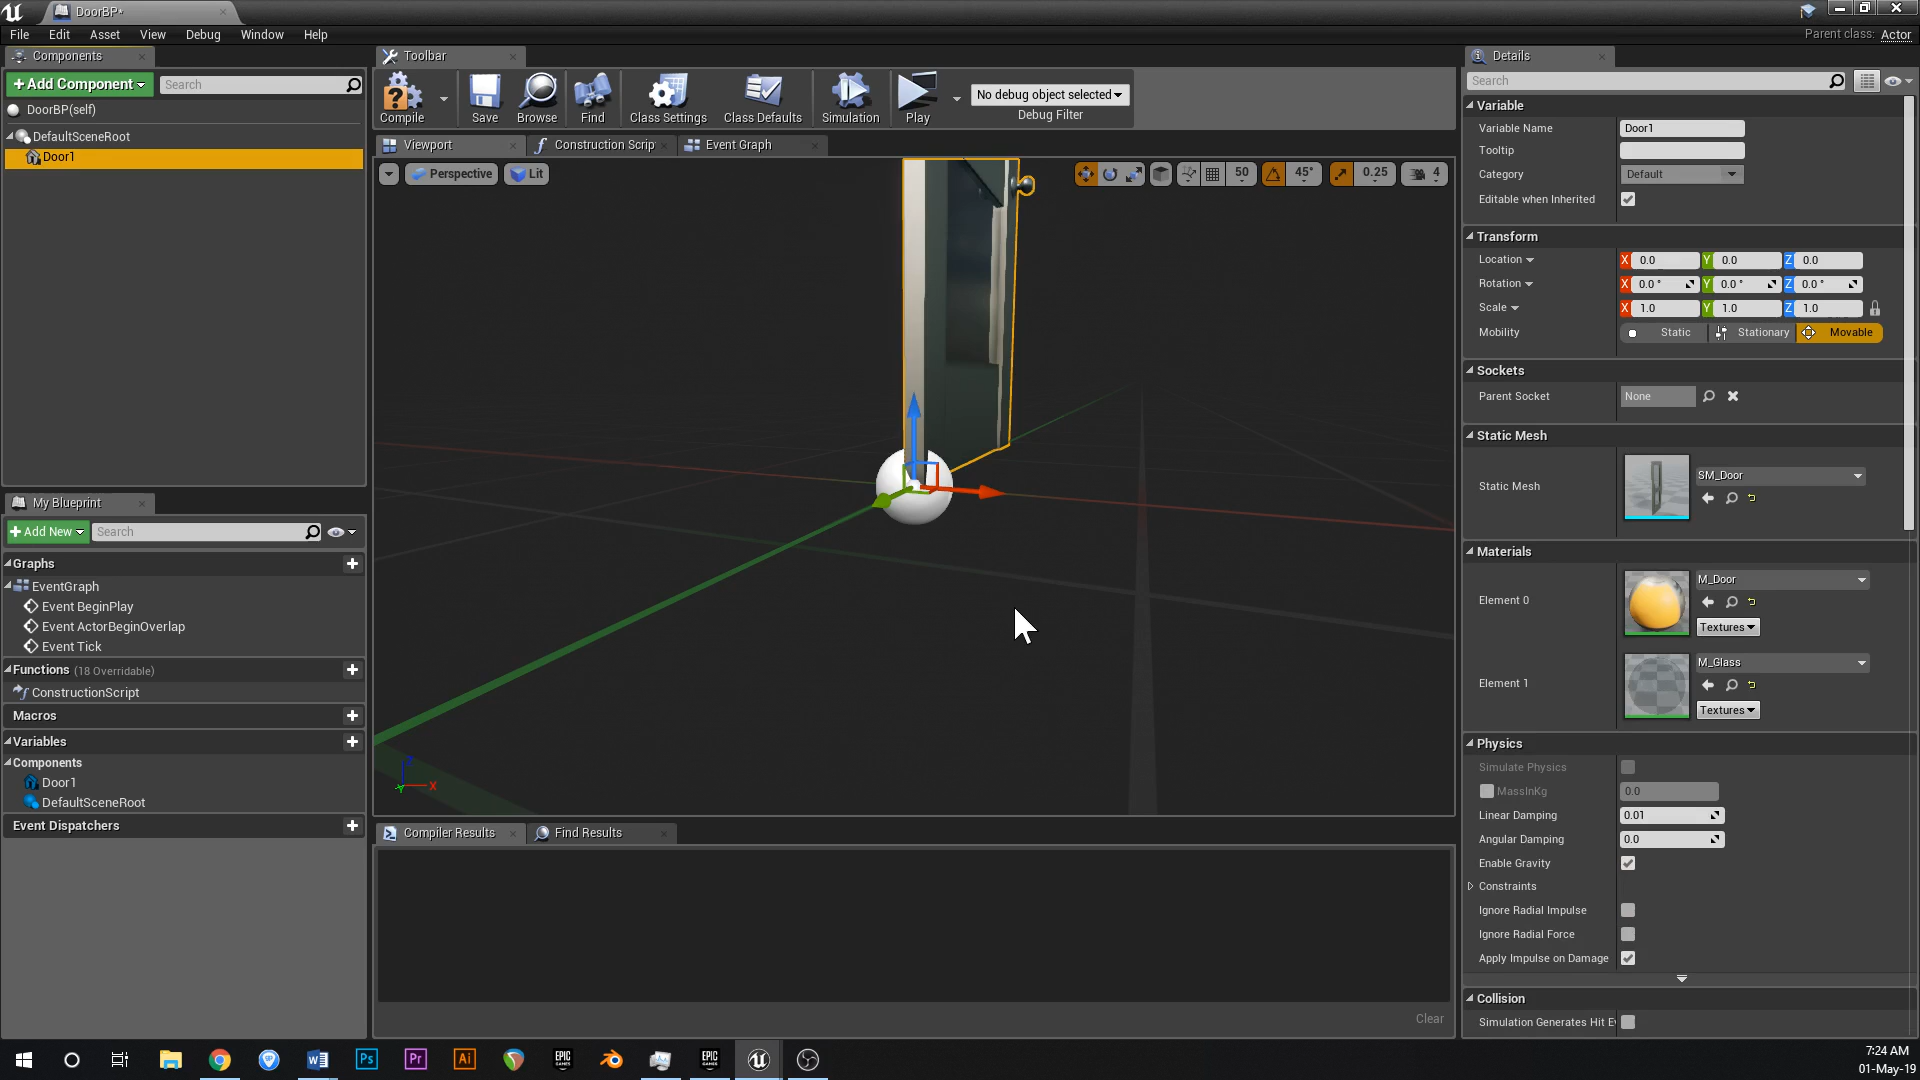 DoorBP*
File Edit Asset View Debug Window Help
Parent class: Actor
Components
+Add Component
Search
DoorBP(self)
DefaultSceneRoot
Door1
My Blueprint
+Add New
Search
Graphs
EventGraph
Event BeginPlay
Event ActorBeginOverlap
Event Tick
Functions (18 Overridable)
ConstructionScript
Macros
Variables
Components
Door1
DefaultSceneRoot
Event Dispatchers
Toolbar
Compile
Save
Browse
Find
Class Settings
Class Defaults
Simulation
Play
No debug object selected
Debug Filter
Viewport
Construction Scrip
Event Graph
Perspective
Lit
50
45°
0.25
4
Z
X
Y
Compiler Results
Find Results
Clear
Details
Search
Variable
Variable Name Door1
Tooltip
Category Default
Editable when Inherited
Transform
Location X 0.0 Y 0.0 Z 0.0
Rotation X 0.0 ° Y 0.0 ° Z 0.0 °
Scale X 1.0 Y 1.0 Z 1.0
Mobility Static Stationary Movable
Sockets
Parent Socket None
Static Mesh
Static Mesh SM_Door
Materials
Element 0 M_Door
Textures
Element 1 M_Glass
Textures
Physics
Simulate Physics
MassInKg 0.0
Linear Damping 0.01
Angular Damping 0.0
Enable Gravity
Constraints
Ignore Radial Impulse
Ignore Radial Force
Apply Impulse on Damage
Collision
Simulation Generates Hit E
Ps
Pr
Ai
EPIC GAMES
EPIC GAMES
7:24 AM
01-May-19